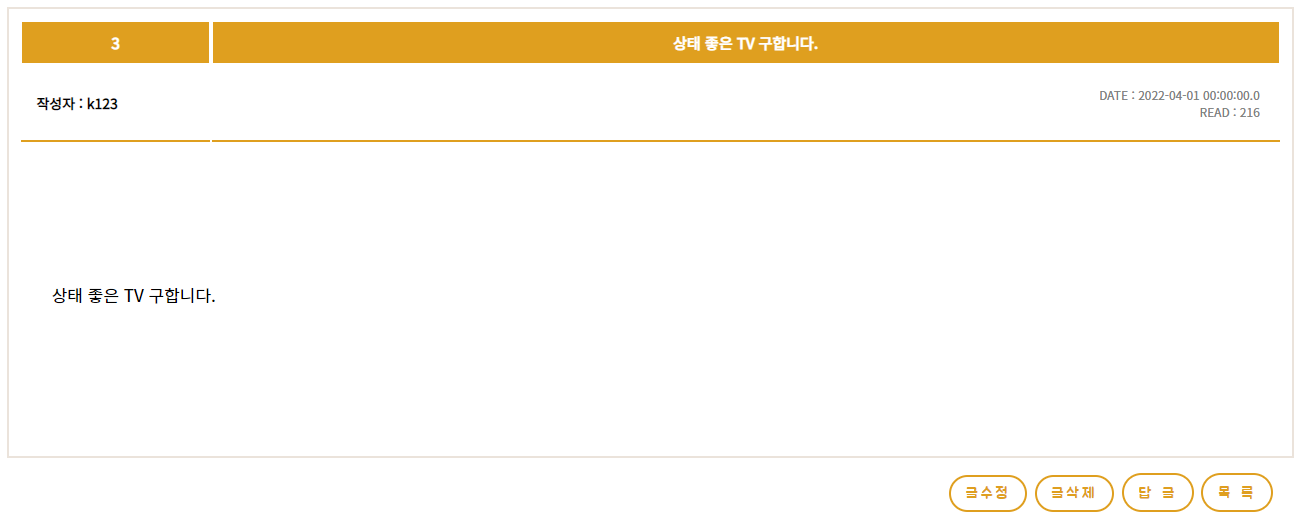 3 상태 좋은 TV 구합니다.
작성자 : k123
DATE : 2022-04-01 00:00:00.0
READ : 216
상태 좋은 TV 구합니다.
글수정 글삭제 답 글 목 록